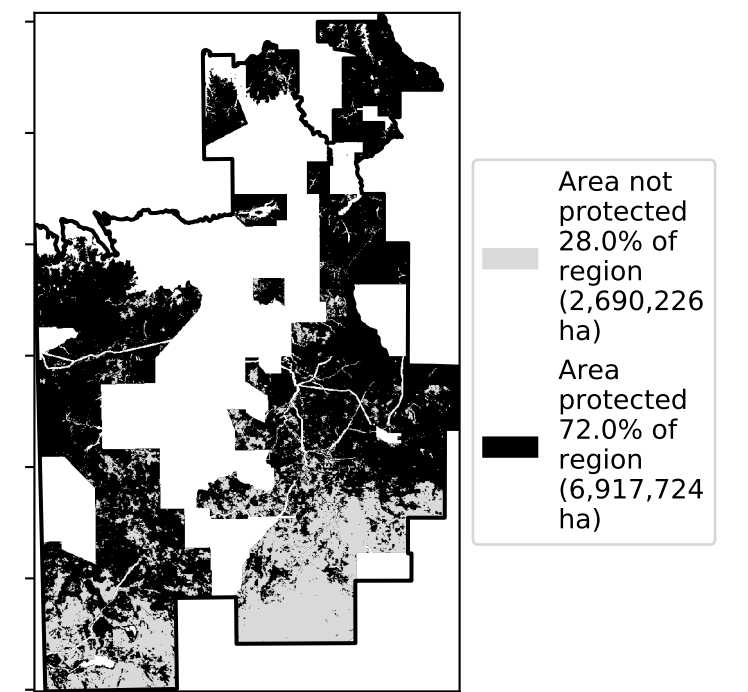 Area not
protected
28.0% of
region
(2,690,226
ha)
Area
protected
72.0% of
region
(6,917,724
ha)